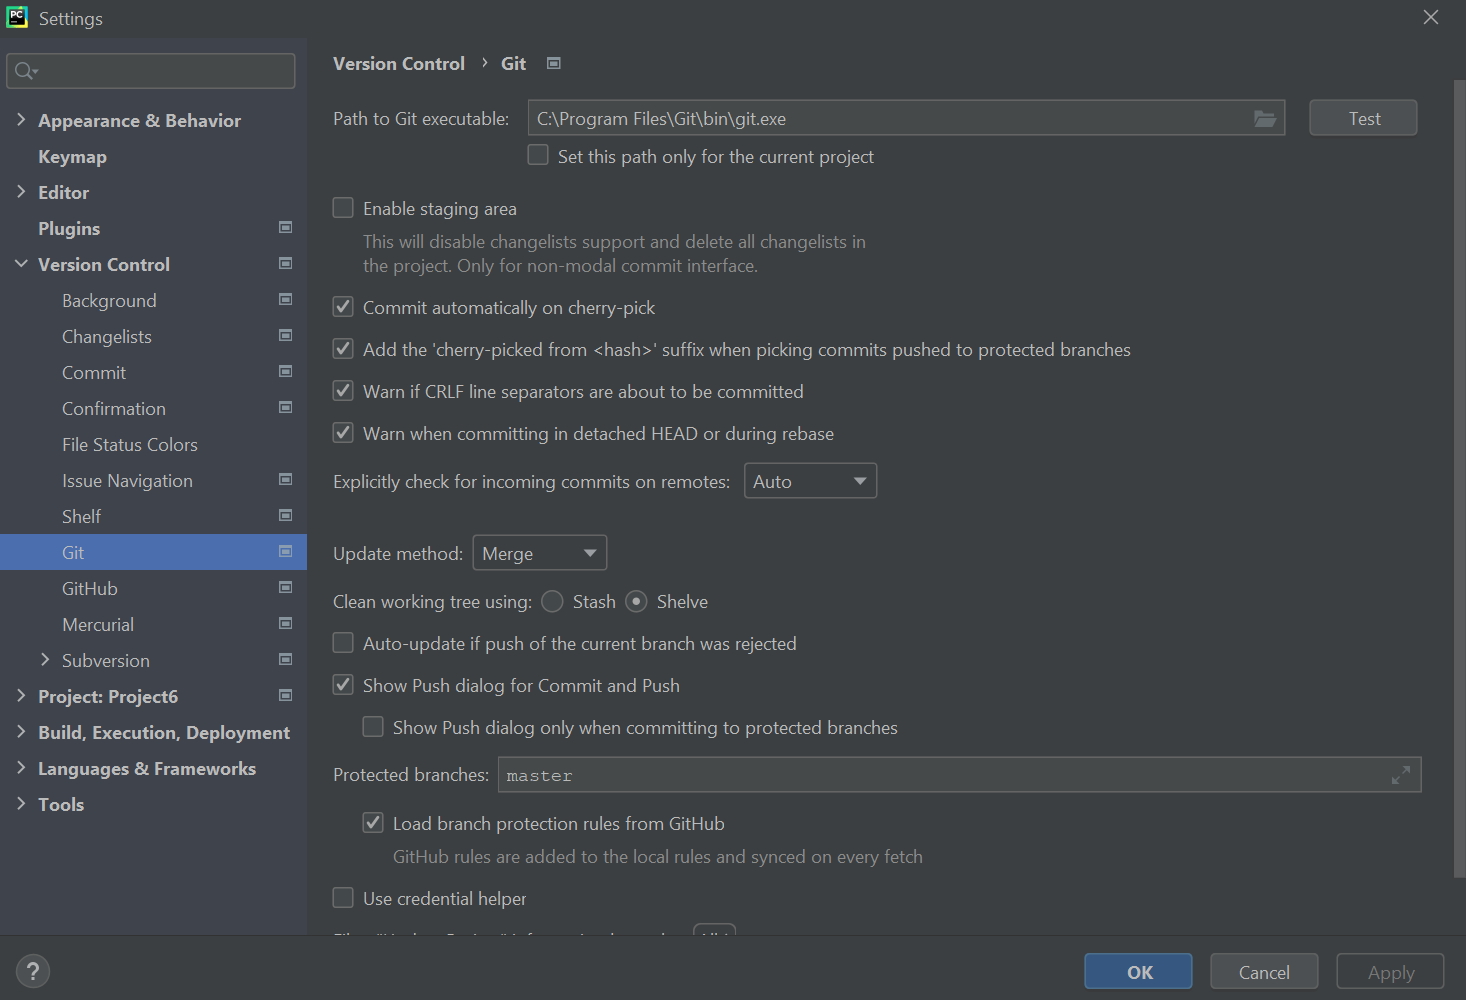 PC Settings
Appearance & Behavior
Keymap
Editor
Plugins
Version Control
Background
Changelists
Commit
Confirmation
File Status Colors
Issue Navigation
Shelf
Git
GitHub
Mercurial
Subversion
Project: Project6
Build, Execution, Deployment
Languages & Frameworks
Tools
Version Control › Git
Path to Git executable: C:\Program Files\Git\bin\git.exe Test
Set this path only for the current project
Enable staging area
This will disable changelists support and delete all changelists in
the project. Only for non-modal commit interface.
Commit automatically on cherry-pick
Add the 'cherry-picked from <hash>' suffix when picking commits pushed to protected branches
Warn if CRLF line separators are about to be committed
Warn when committing in detached HEAD or during rebase
Explicitly check for incoming commits on remotes: Auto
Update method: Merge
Clean working tree using: Stash Shelve
Auto-update if push of the current branch was rejected
Show Push dialog for Commit and Push
Show Push dialog only when committing to protected branches
Protected branches: master
Load branch protection rules from GitHub
GitHub rules are added to the local rules and synced on every fetch
Use credential helper
? OK Cancel Apply